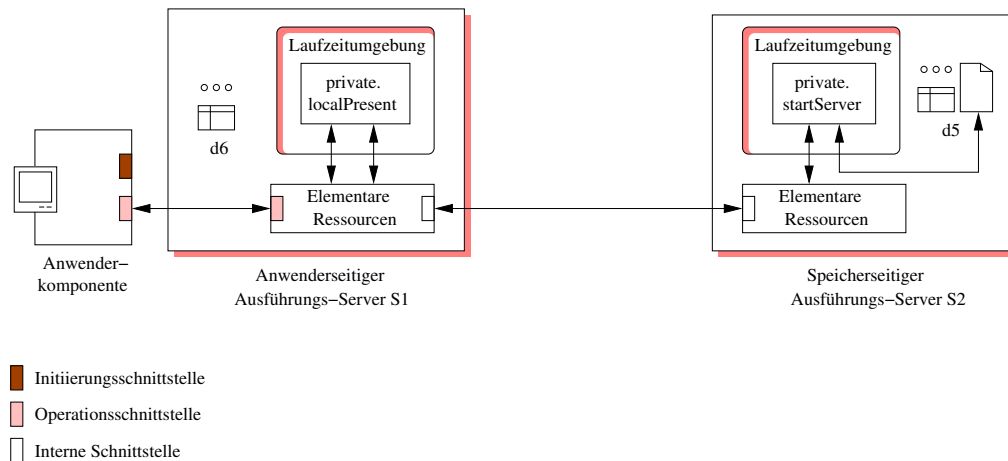 Laufzeitumgebung
private.
localPresent
d6
Elementare
Ressourcen
Laufzeitumgebung
private.
startServer
d5
Elementare
Ressourcen
Anwender−
komponente
Anwenderseitiger
Ausführungs−Server S1
Speicherseitiger
Ausführungs−Server S2
Initiierungsschnittstelle
Operationsschnittstelle
Interne Schnittstelle